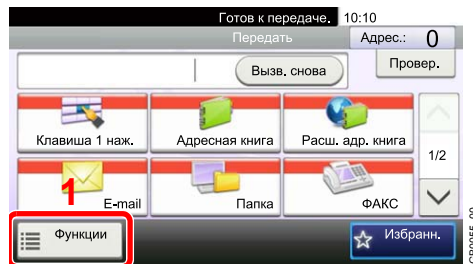 Готов к передаче. 10:10
Передать Адрес.: 0
Вызв. снова Провер.
Клавиша 1 наж. Адресная книга Расш. адр. книга
1/2
1 E-mail Папка ФАКС
Функции Избранн.